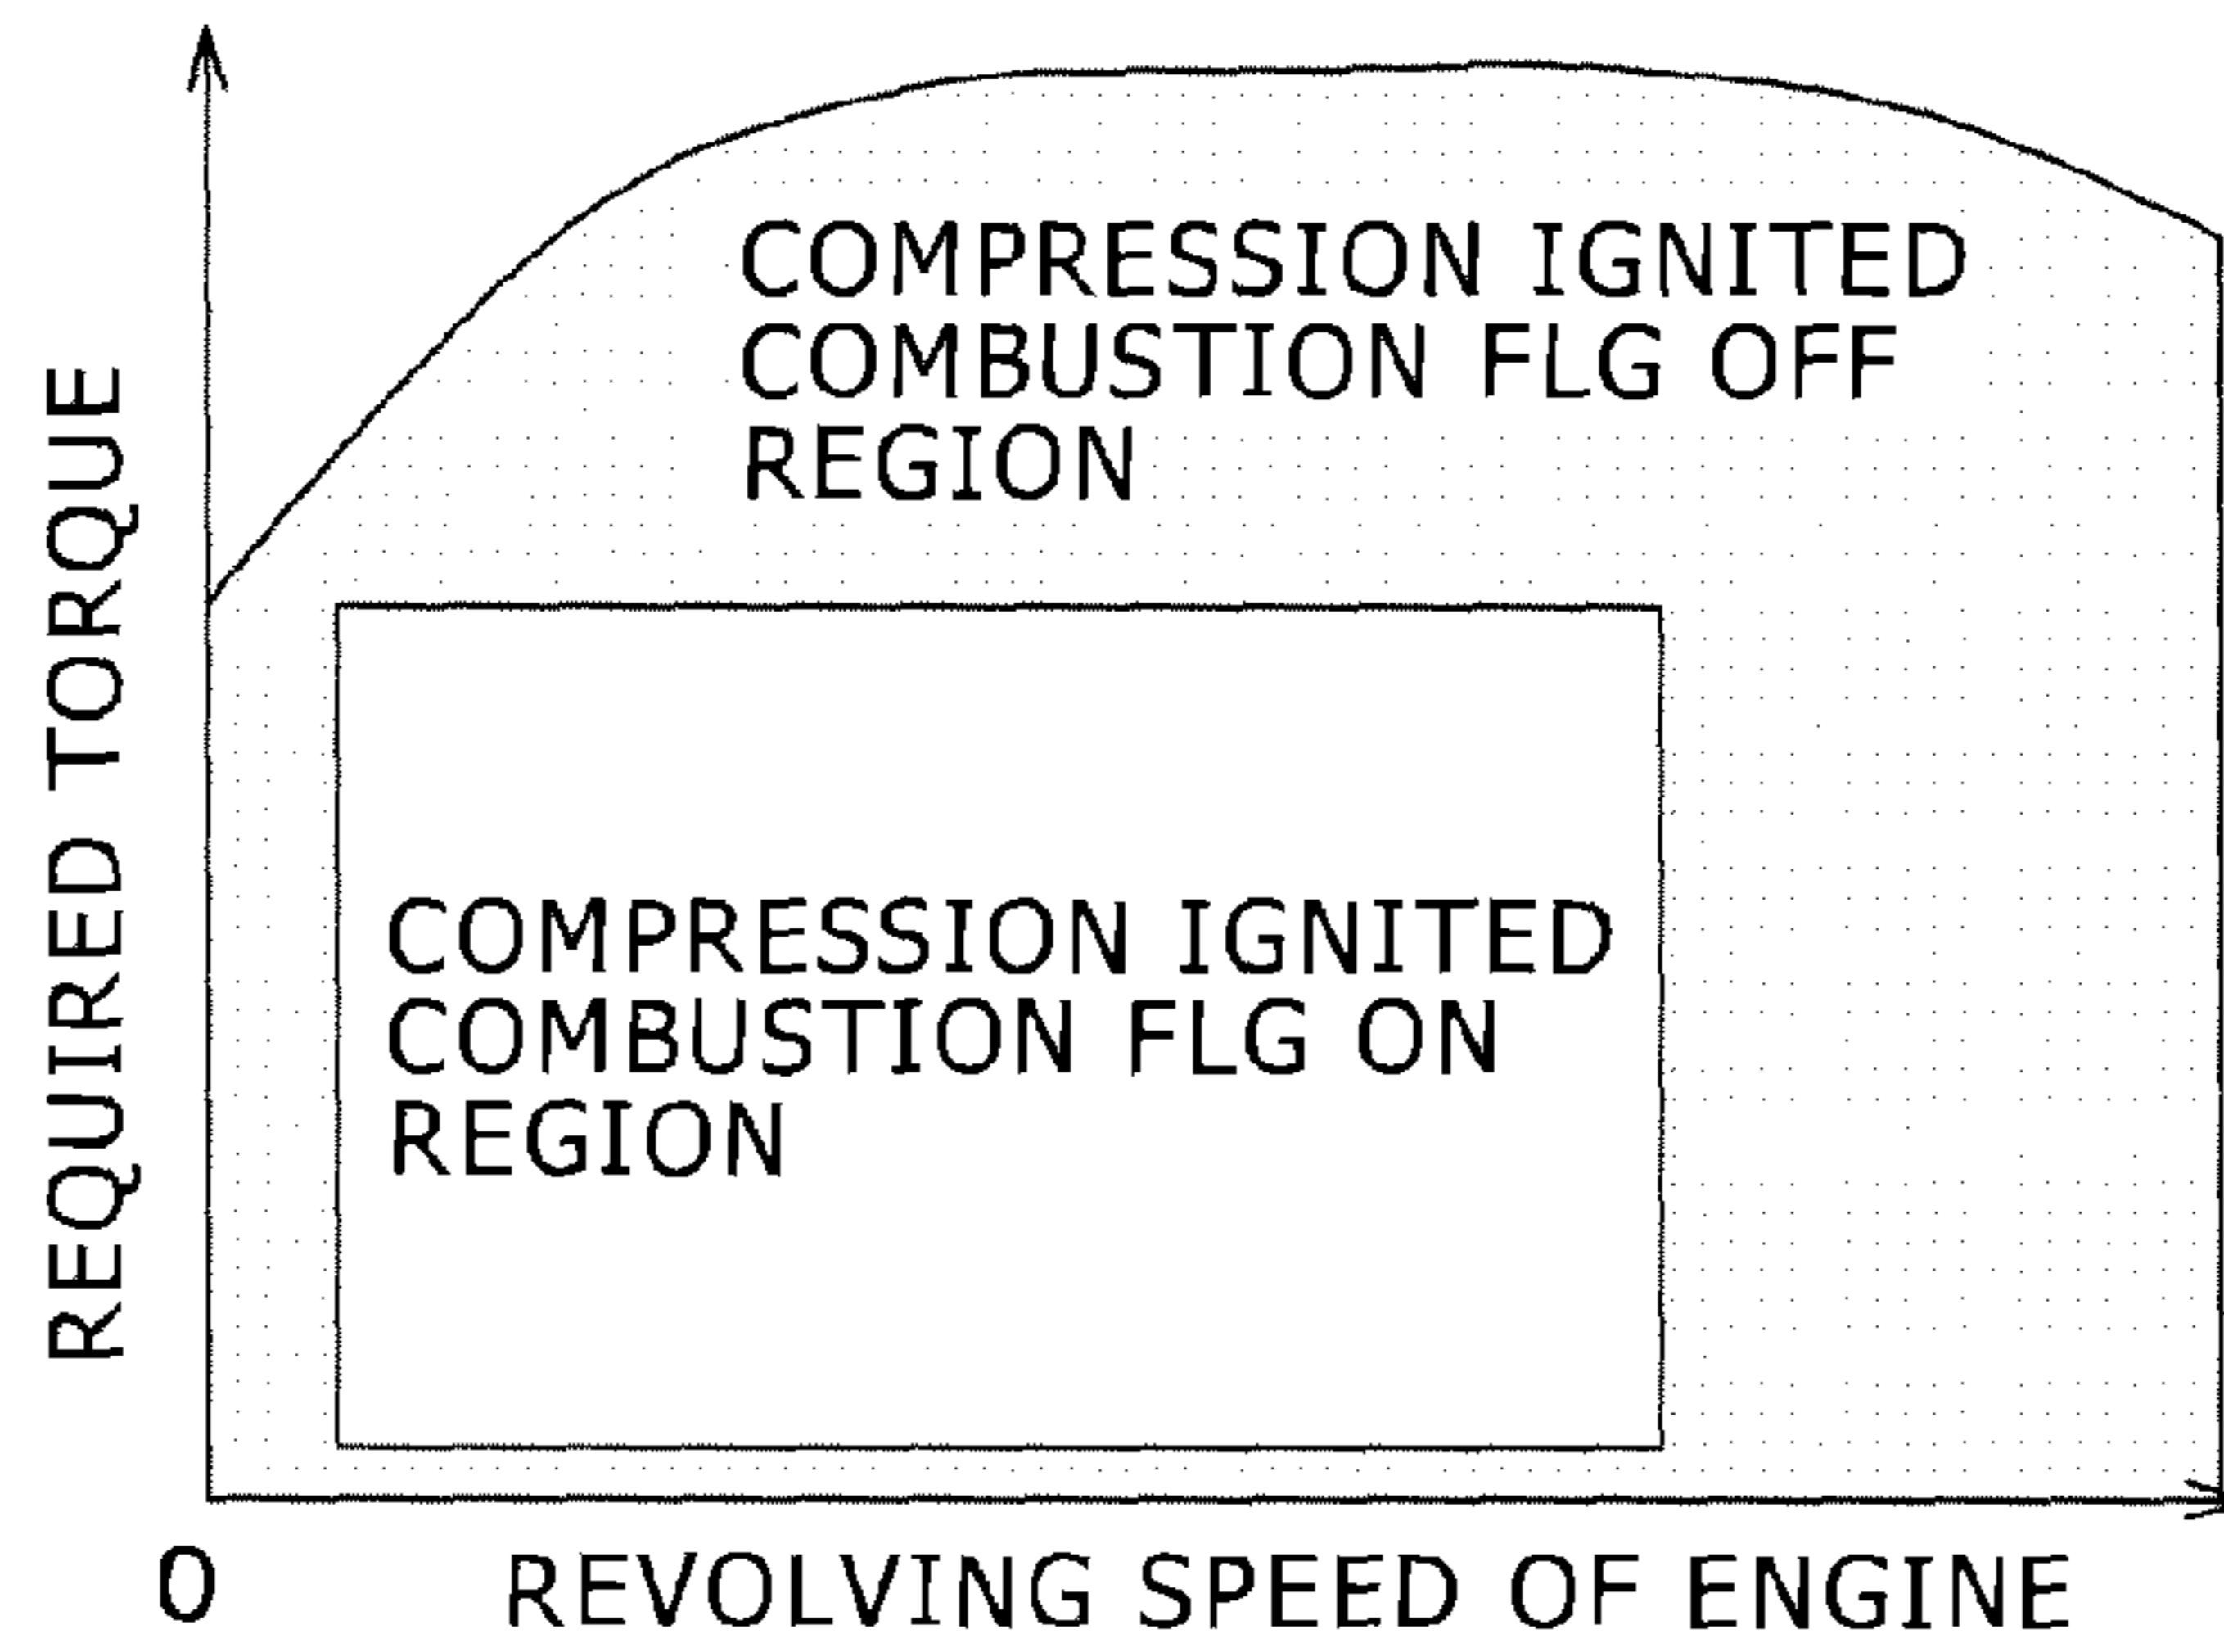 REQUIRED TORQUE
COMPRESSION IGNITED
COMBUSTION FLG OFF
REGION
COMPRESSION IGNITED
COMBUSTION FLG ON
REGION
0
REVOLVING SPEED OF ENGINE